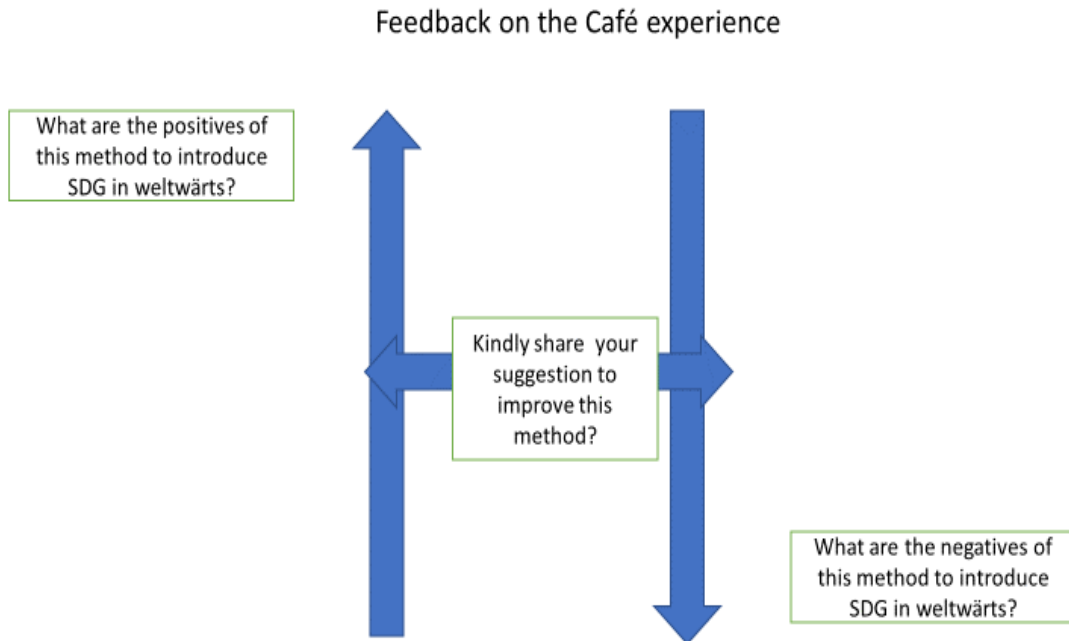 Feedback on the Café experience
What are the positives of
this method to introduce
SDG in weltwärts?
Kindly share your
suggestion to
improve this
method?
What are the negatives of
this method to introduce
SDG in weltwärts?